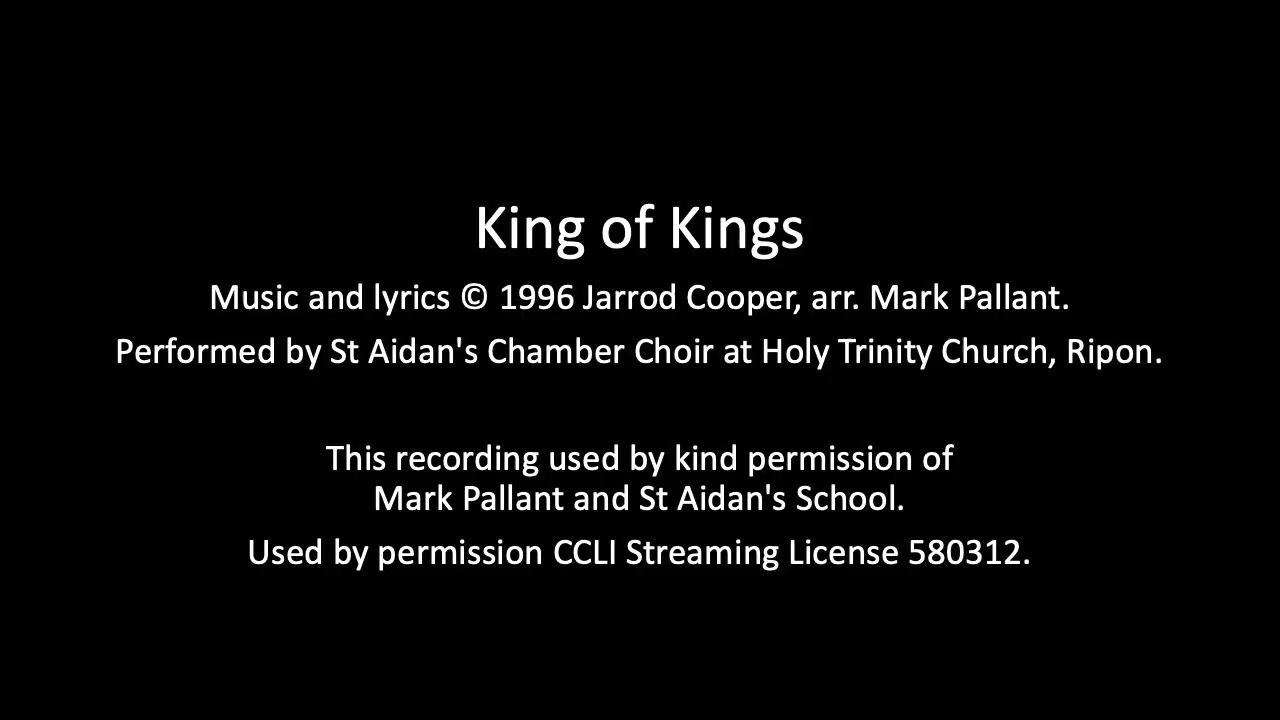 King of Kings
Music and lyrics © 1996 Jarrod Cooper, arr. Mark Pallant.
Performed by St Aidan's Chamber Choir at Holy Trinity Church, Ripon.
This recording used by kind permission of
Mark Pallant and St Aidan's School.
Used by permission CCLI Streaming License 580312.